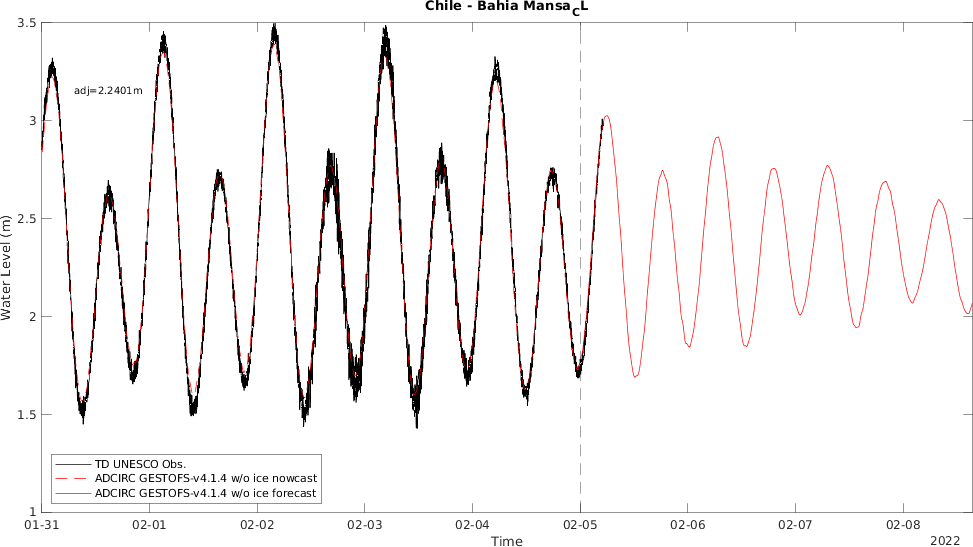 Chile - Bahia Mansa_CL
3.5
adj=2.2401m
3
2.5
Water Level (m)
2
1.5
TD UNESCO Obs.
ADCIRC GESTOFS-v4.1.4 w/o ice nowcast
ADCIRC GESTOFS-v4.1.4 w/o ice forecast
1
01-31 02-01 02-02 02-03 02-04 02-05 02-06 02-07 02-08
Time
2022